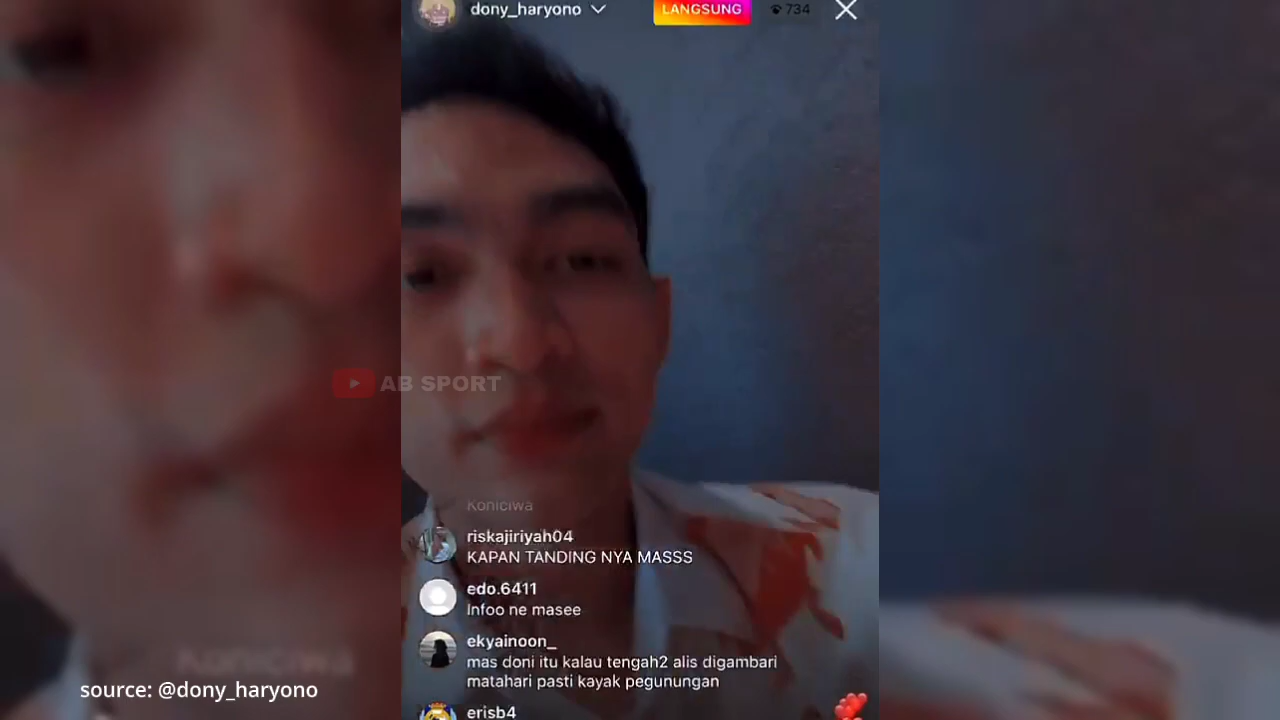 dony_haryono
LANGSUNG
734
AB SPORT
Koniciwa
riskajiriyah04
KAPAN TANDING NYA MASSS
edo.6411
Infoo ne masee
ekyainoon_
mas doni itu kalau tengah2 alis digambari
matahari pasti kayak pegunungan
source: @dony_haryono
erisb4